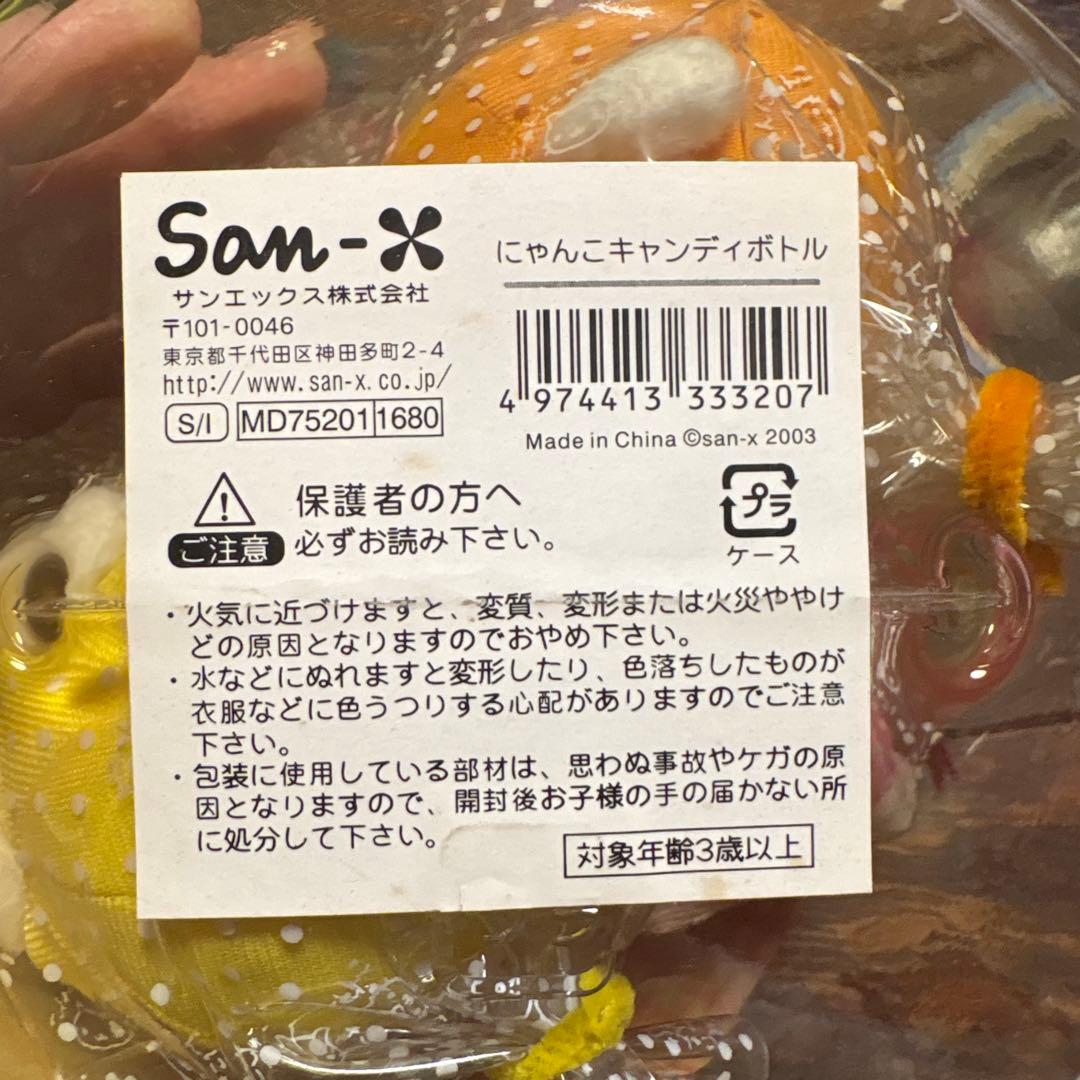 San-X
サンエックス株式会社
〒101-0046
東京都千代田区神田多町2-4
http://www.san-x.co.jp/
S/I MD75201 1680
にゃんこキャンディボトル
4 974413 333207
Made in China ©san-x 2003
ご注意
保護者の方へ
必ずお読み下さい。
プラ
ケース
・火気に近づけますと、変質、変形または火災ややけ
どの原因となりますのでおやめ下さい。
・水などにぬれますと変形したり、色落ちしたものが
衣服などに色うつりする心配がありますのでご注意
下さい。
・包装に使用している部材は、思わぬ事故やケガの原
因となりますので、開封後お子様の手の届かない所
に処分して下さい。
対象年齢3歳以上